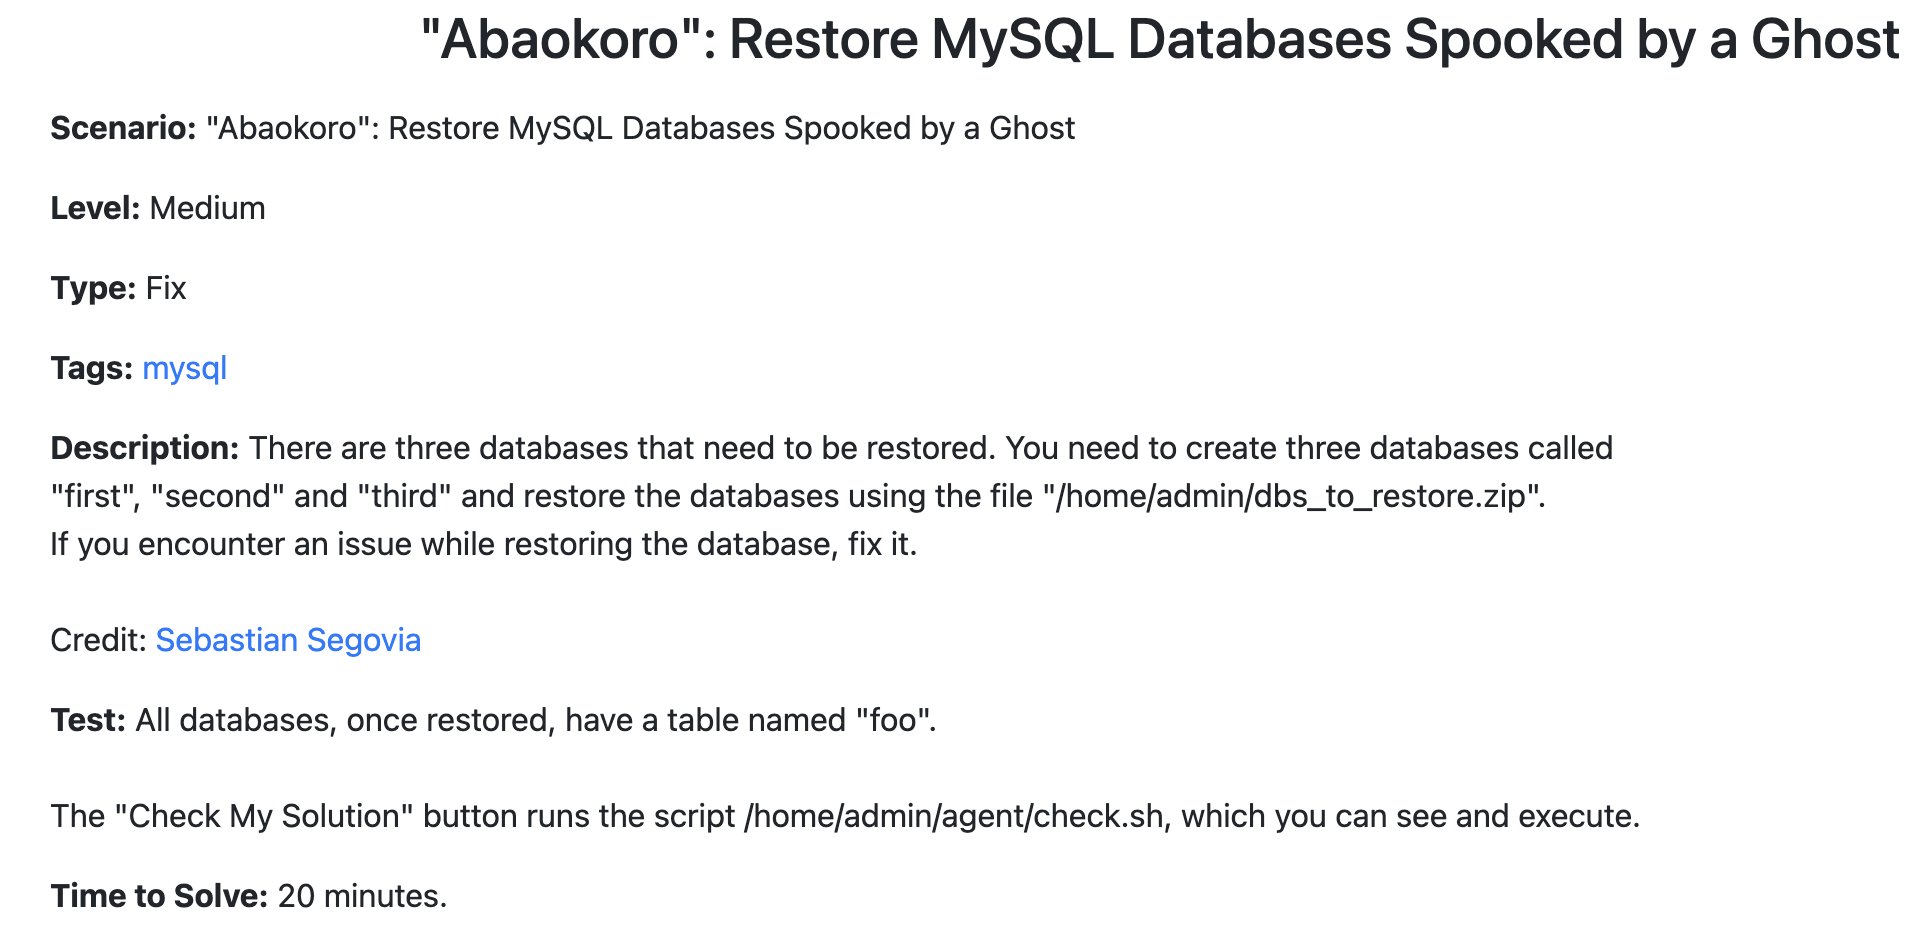 "Abaokoro": Restore MySQL Databases Spooked by a Ghost
Scenario: "Abaokoro": Restore MySQL Databases Spooked by a Ghost
Level: Medium
Type: Fix
Tags: mysql
Description: There are three databases that need to be restored. You need to create three databases called
"first", "second" and "third" and restore the databases using the file "/home/admin/dbs_to_restore.zip".
If you encounter an issue while restoring the database, fix it.
Credit: Sebastian Segovia
Test: All databases, once restored, have a table named "foo".
The "Check My Solution" button runs the script /home/admin/agent/check.sh, which you can see and execute.
Time to Solve: 20 minutes.